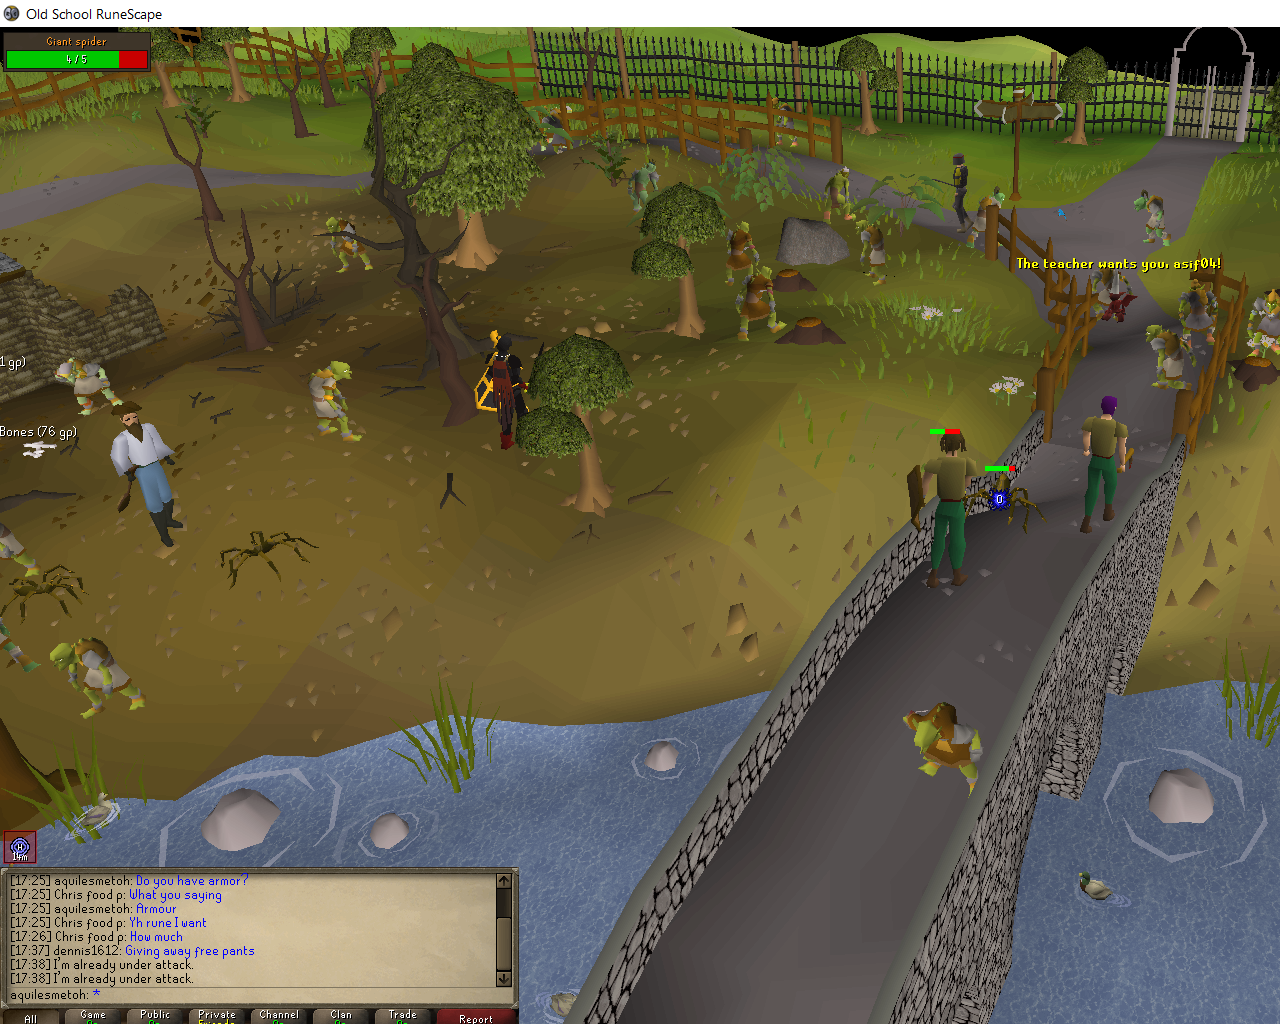 Old School RuneScape
Giant spider
4 / 5
The teacher wants you, asif04!
1 gp)
Bones (76 gp)
0
H
14m
[17:25] aquilesmetoh: Do you have armor?
[17:25] Chris food p: What you saying
[17:25] aquilesmetoh: Armour
[17:25] Chris food p: Yh rune I want
[17:26] Chris food p: How much
[17:37] dennis1612: Giving away free pants
[17:38] I'm already under attack.
[17:38] I'm already under attack.
aquilesmetoh: *
All Game Public Private Channel Clan Trade Report